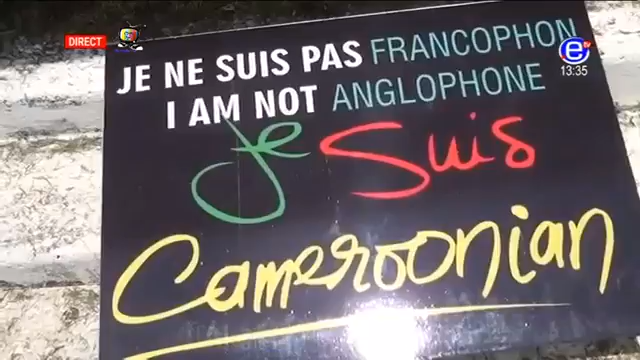 DIRECT
e
13:35
JE NE SUIS PAS FRANCOPHON
I AM NOT ANGLOPHONE
Je Suis
Cameroonian